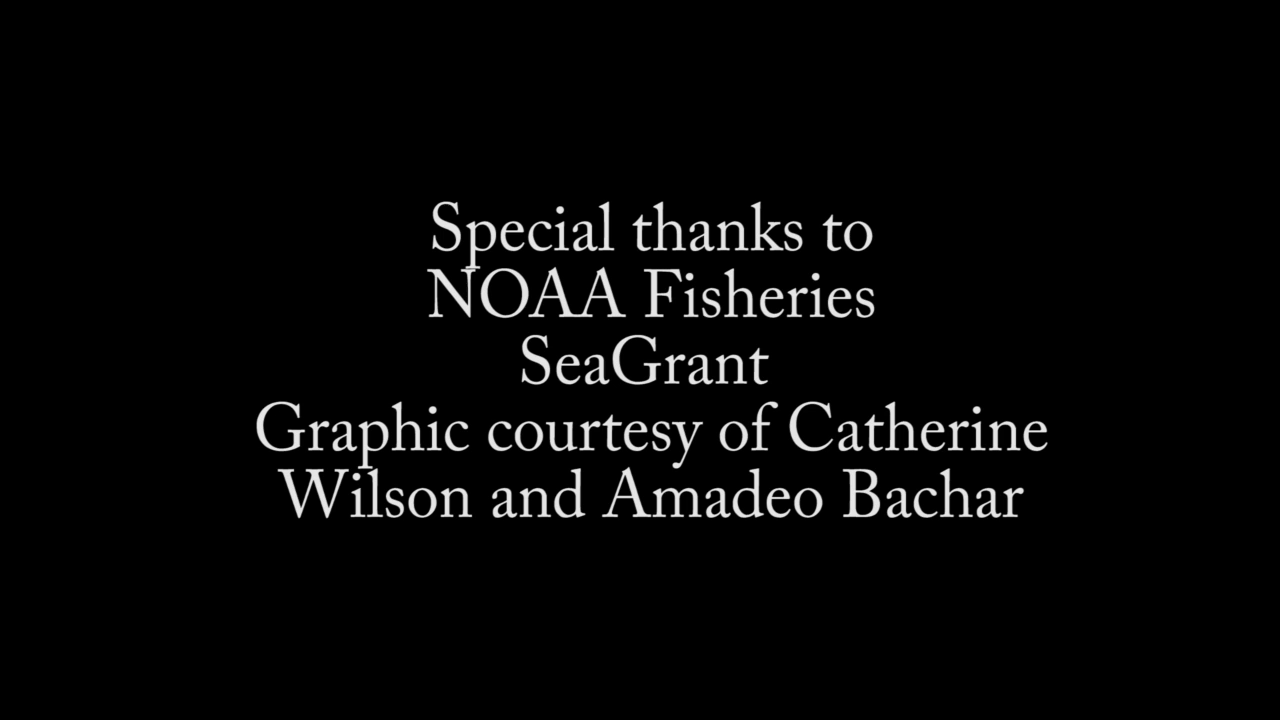 Special thanks to
NOAA Fisheries
SeaGrant
Graphic courtesy of Catherine
Wilson and Amadeo Bachar